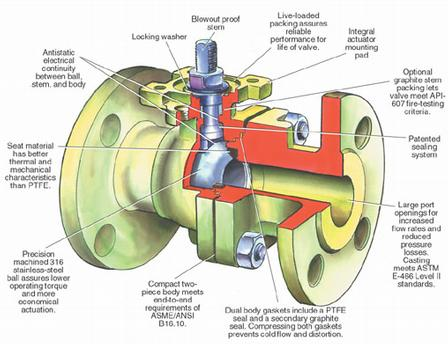 Blowout proof
stem
Live-loaded
packing assures
reliable
performance for
life of valve.
Locking washer
Integral
actuator
mounting
pad
Antistatic
electrical
continuity
between ball,
stem, and body
Optional
graphite stem
packing lets
valve meet API-
607 fire-testing
criteria.
Patented
sealing
system
Seat material
has better
thermal and
mechanical
characteristics
than PTFE.
Large port
openings for
increased
flow rates and
reduced
pressure
losses.
Casting
meets ASTM
E-466 Level II
standards.
Precision
machined 316
stainless-steel
ball assures lower
operating torque
and more
economical
actuation.
Compact two-
piece body meets
end-to-end
requirements of
ASME/ANSI
B16.10.
Dual body gaskets include a PTFE
seal and a secondary graphite
seal. Compressing both gaskets
prevents cold flow and distortion.